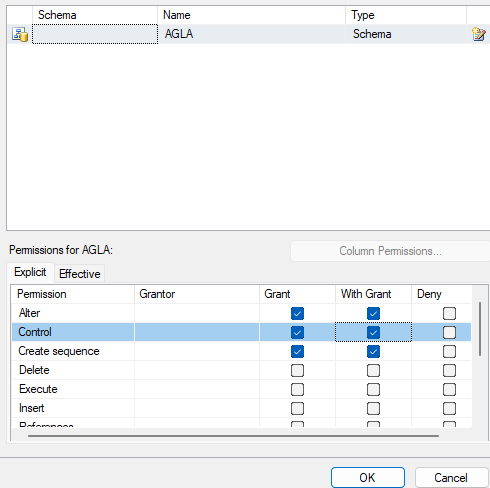 Schema Name Type
AGLA Schema
Permissions for AGLA: Column Permissions...
Explicit Effective
Permission Grantor Grant With Grant Deny
Alter
Control
Create sequence
Delete
Execute
Insert
References
OK Cancel